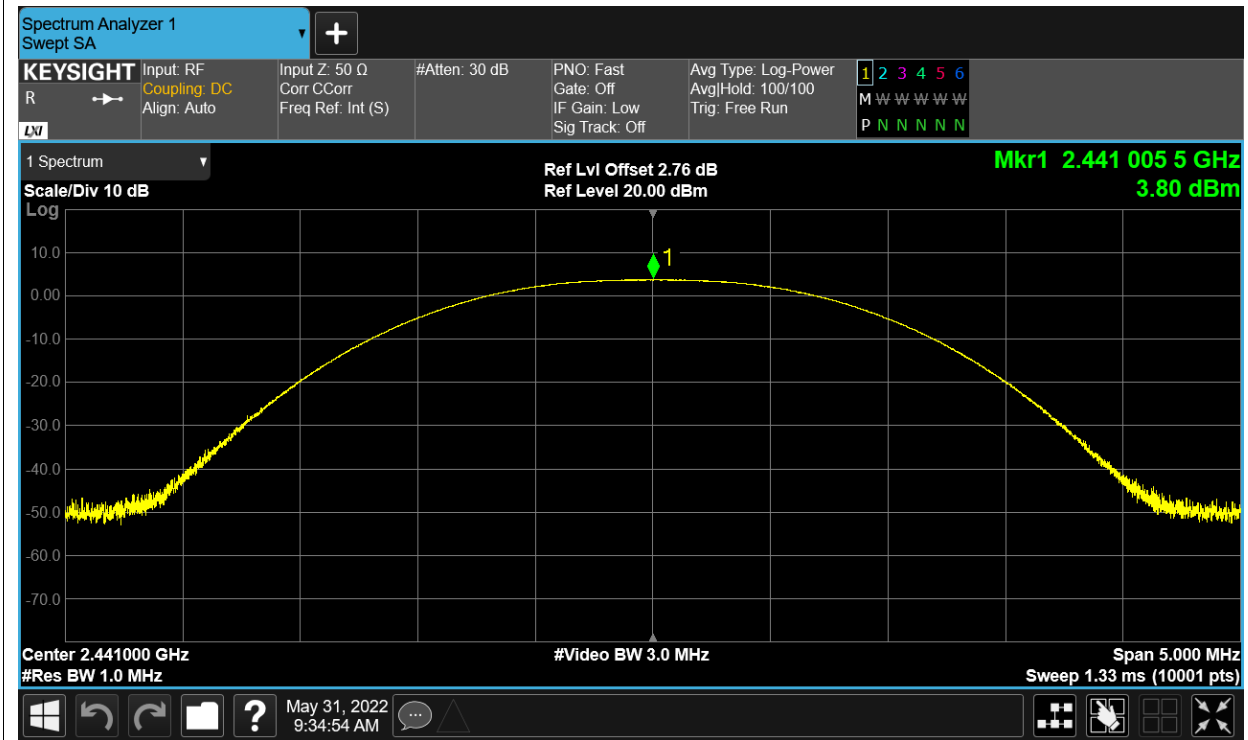 Spectrum Analyzer 1
Swept SA
+
KEYSIGHT
R
LXI
Input: RF
Coupling: DC
Align: Auto
Input Z: 50 Ω
Corr CCorr
Freq Ref: Int (S)
#Atten: 30 dB
PNO: Fast
Gate: Off
IF Gain: Low
Sig Track: Off
Avg Type: Log-Power
Avg|Hold: 100/100
Trig: Free Run
1 2 3 4 5 6
M W W W W W W
P N N N N N
1 Spectrum
Scale/Div 10 dB
Log
Ref Lvl Offset 2.76 dB
Ref Level 20.00 dBm
Mkr1 2.441 005 5 GHz
3.80 dBm
1
10.0
0.00
-10.0
-20.0
-30.0
-40.0
-50.0
-60.0
-70.0
Center 2.441000 GHz
#Res BW 1.0 MHz
#Video BW 3.0 MHz
Span 5.000 MHz
Sweep 1.33 ms (10001 pts)
?
May 31, 2022
9:34:54 AM